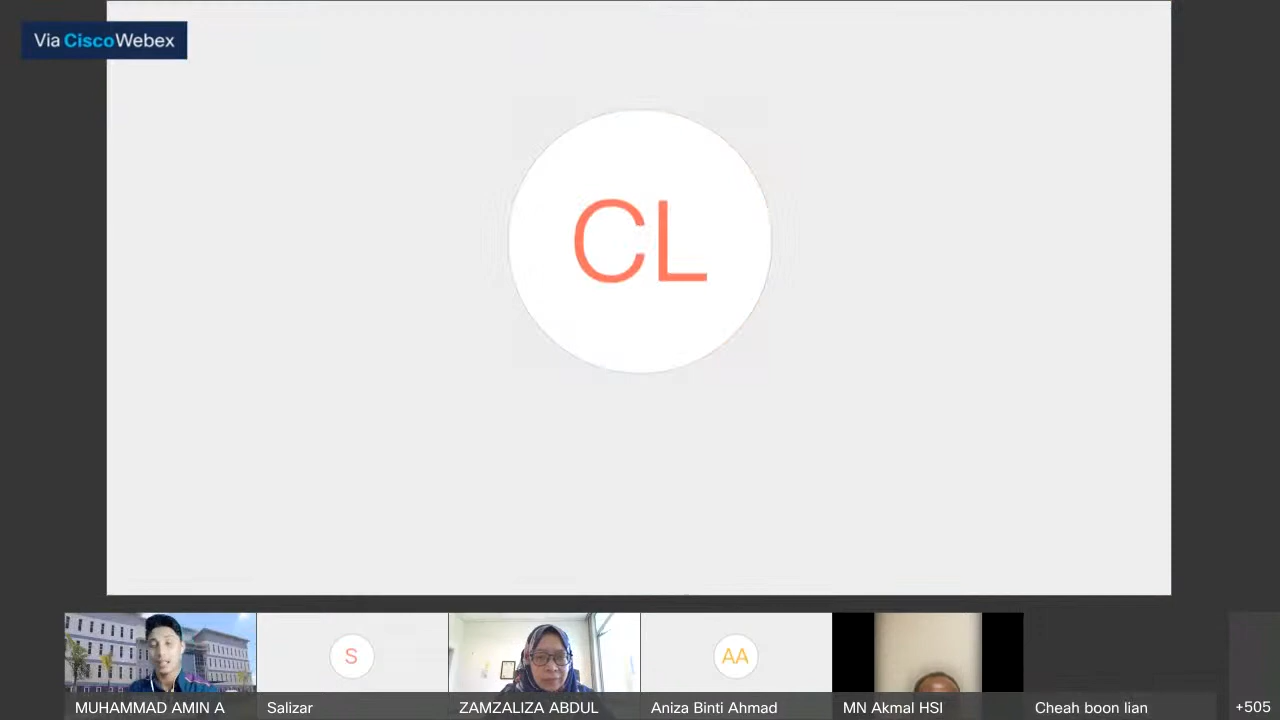 Via CiscoWebex
CL
S
AA
MUHAMMAD AMIN A
Salizar
ZAMZALIZA ABDUL
Aniza Binti Ahmad
MN Akmal HSI
Cheah boon lian
+505